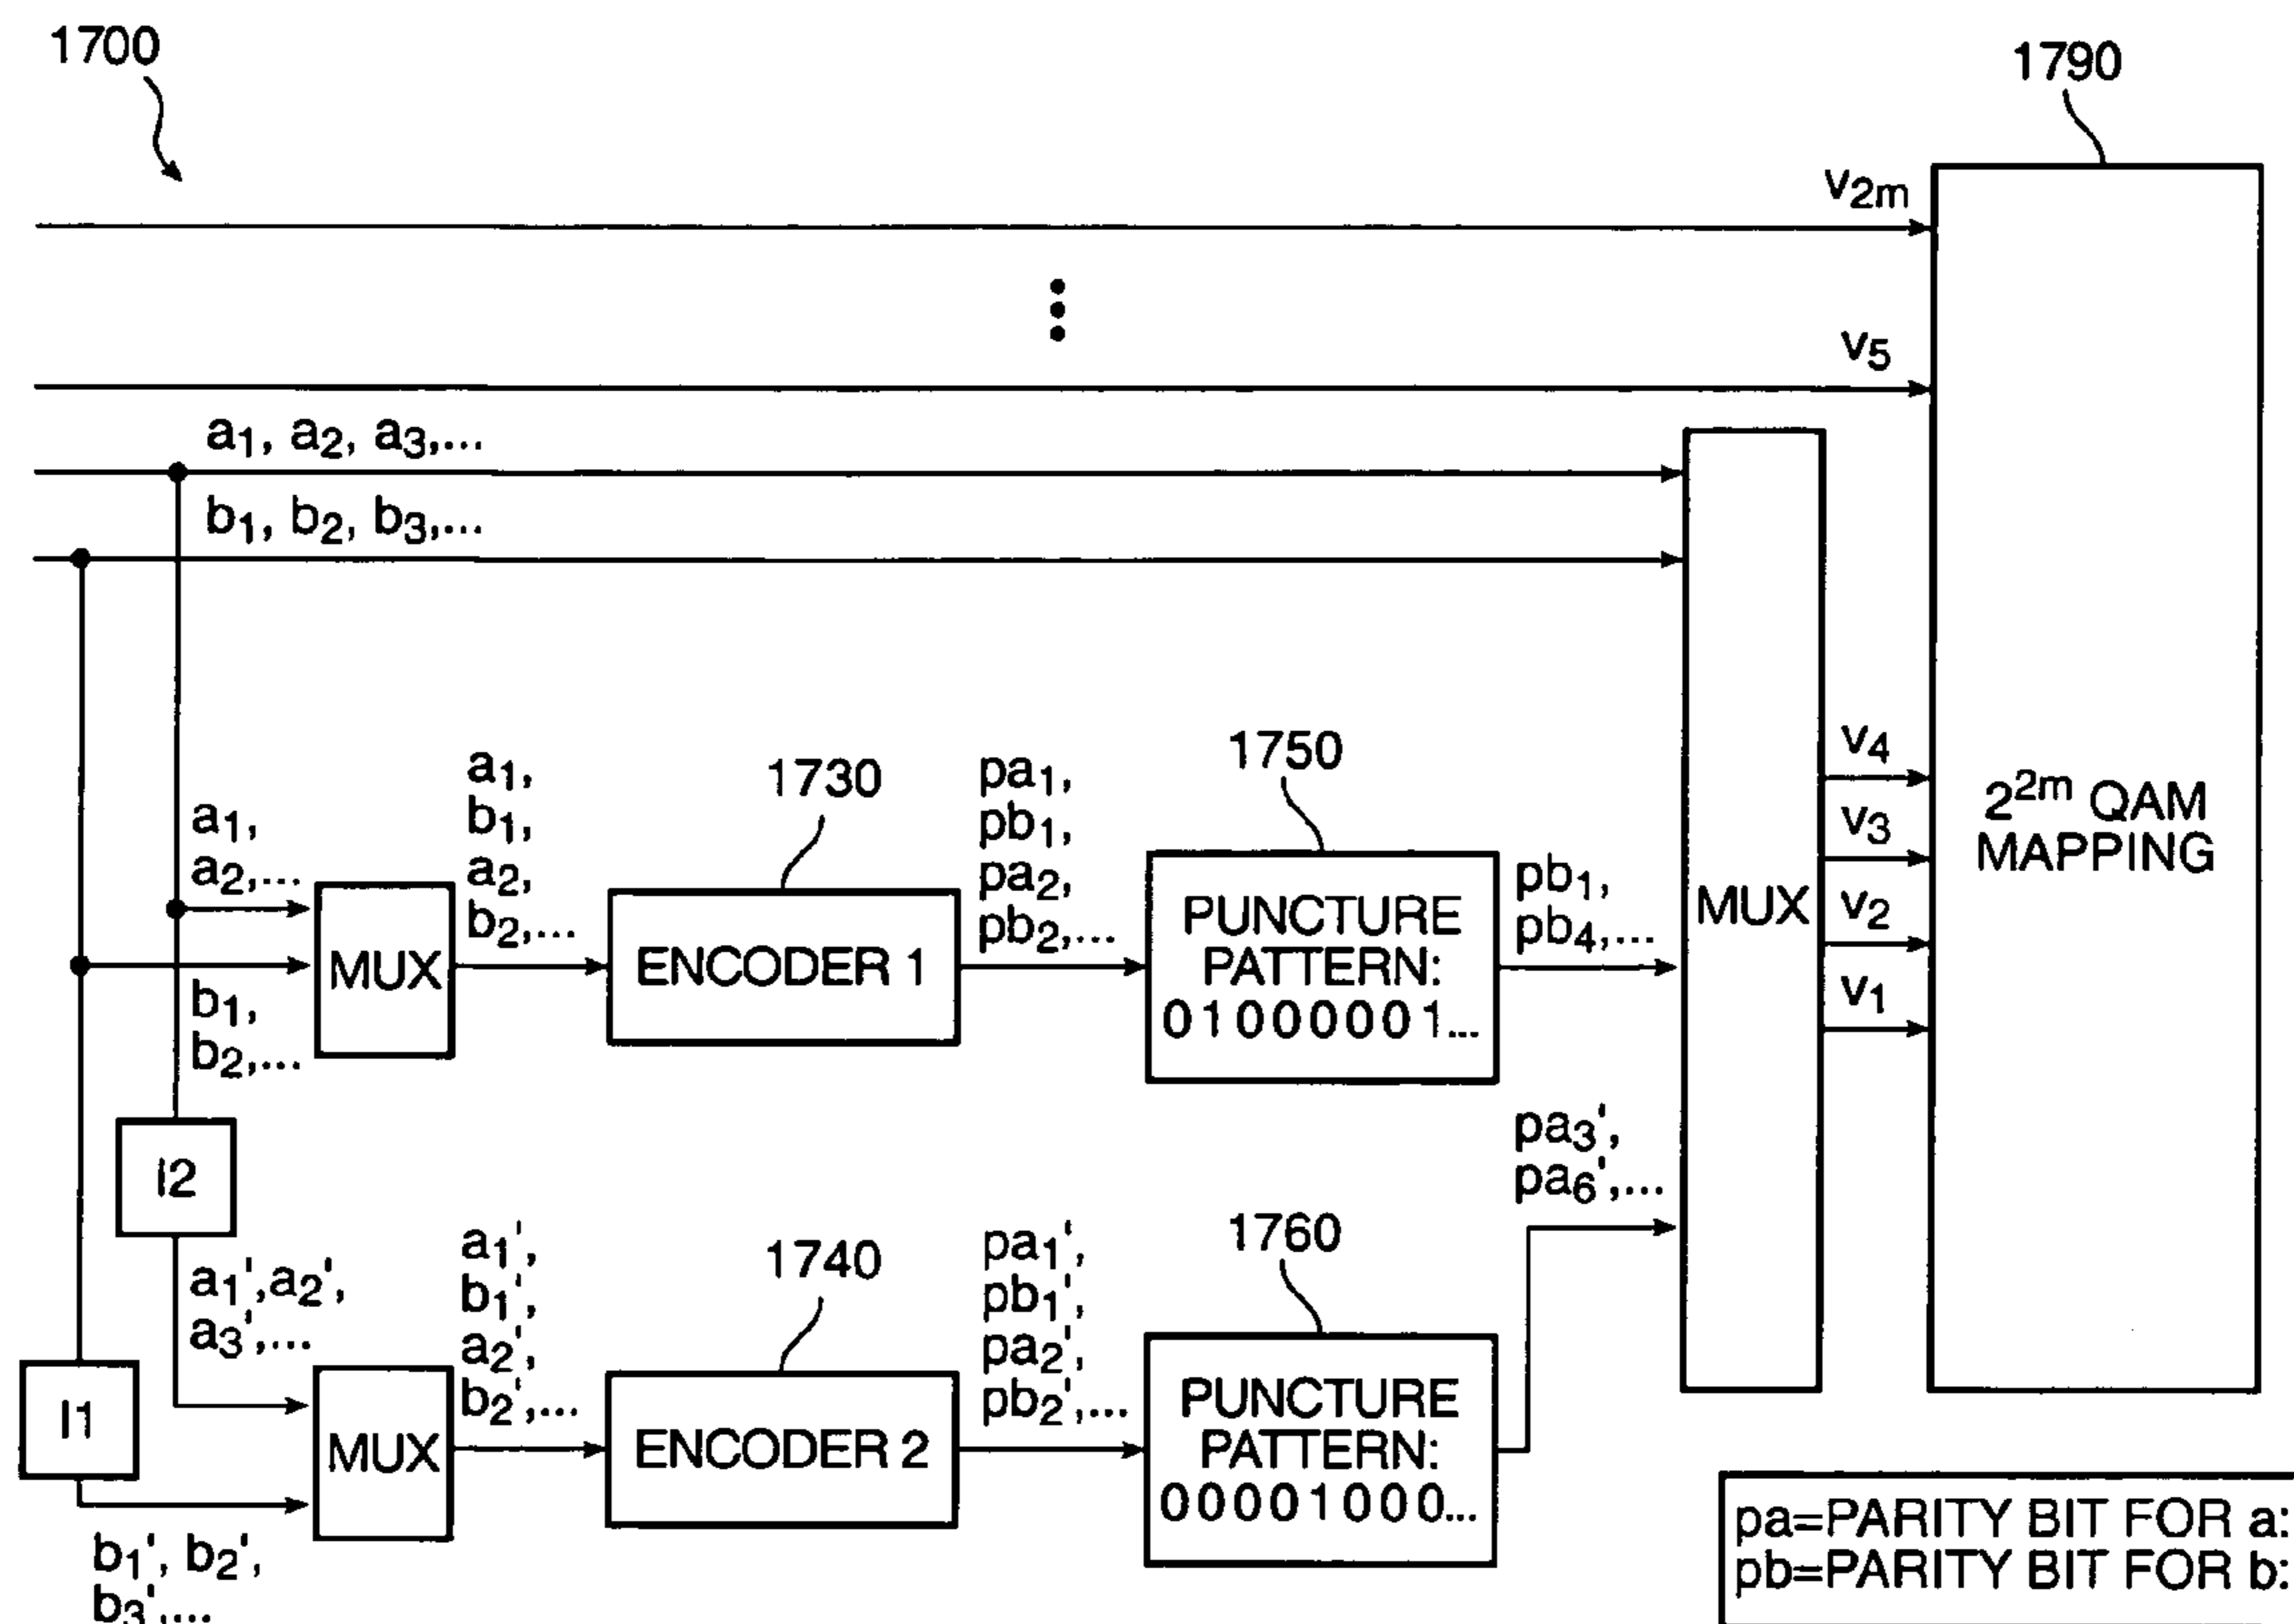 1700
1790
v2m
v5
a1, a2, a3,...
b1, b2, b3,...
a1,
a2,...
b1,
b2,...
MUX
a1,
b1,
a2,
b2,...
1730
ENCODER 1
pa1,
pb1,
pa2,
pb2,...
1750
PUNCTURE
PATTERN:
01000001...
pb1,
pb4,...
MUX
v4
v3
v2
v1
2^2m QAM
MAPPING
I2
a1',a2',
a3',...
I1
b1', b2',
b3',....
MUX
a1',
b1',
a2',
b2',...
1740
ENCODER 2
pa1',
pb1',
pa2',
pb2',...
1760
PUNCTURE
PATTERN:
00001000...
pa3',
pa6',...
pa=PARITY BIT FOR a:
pb=PARITY BIT FOR b: